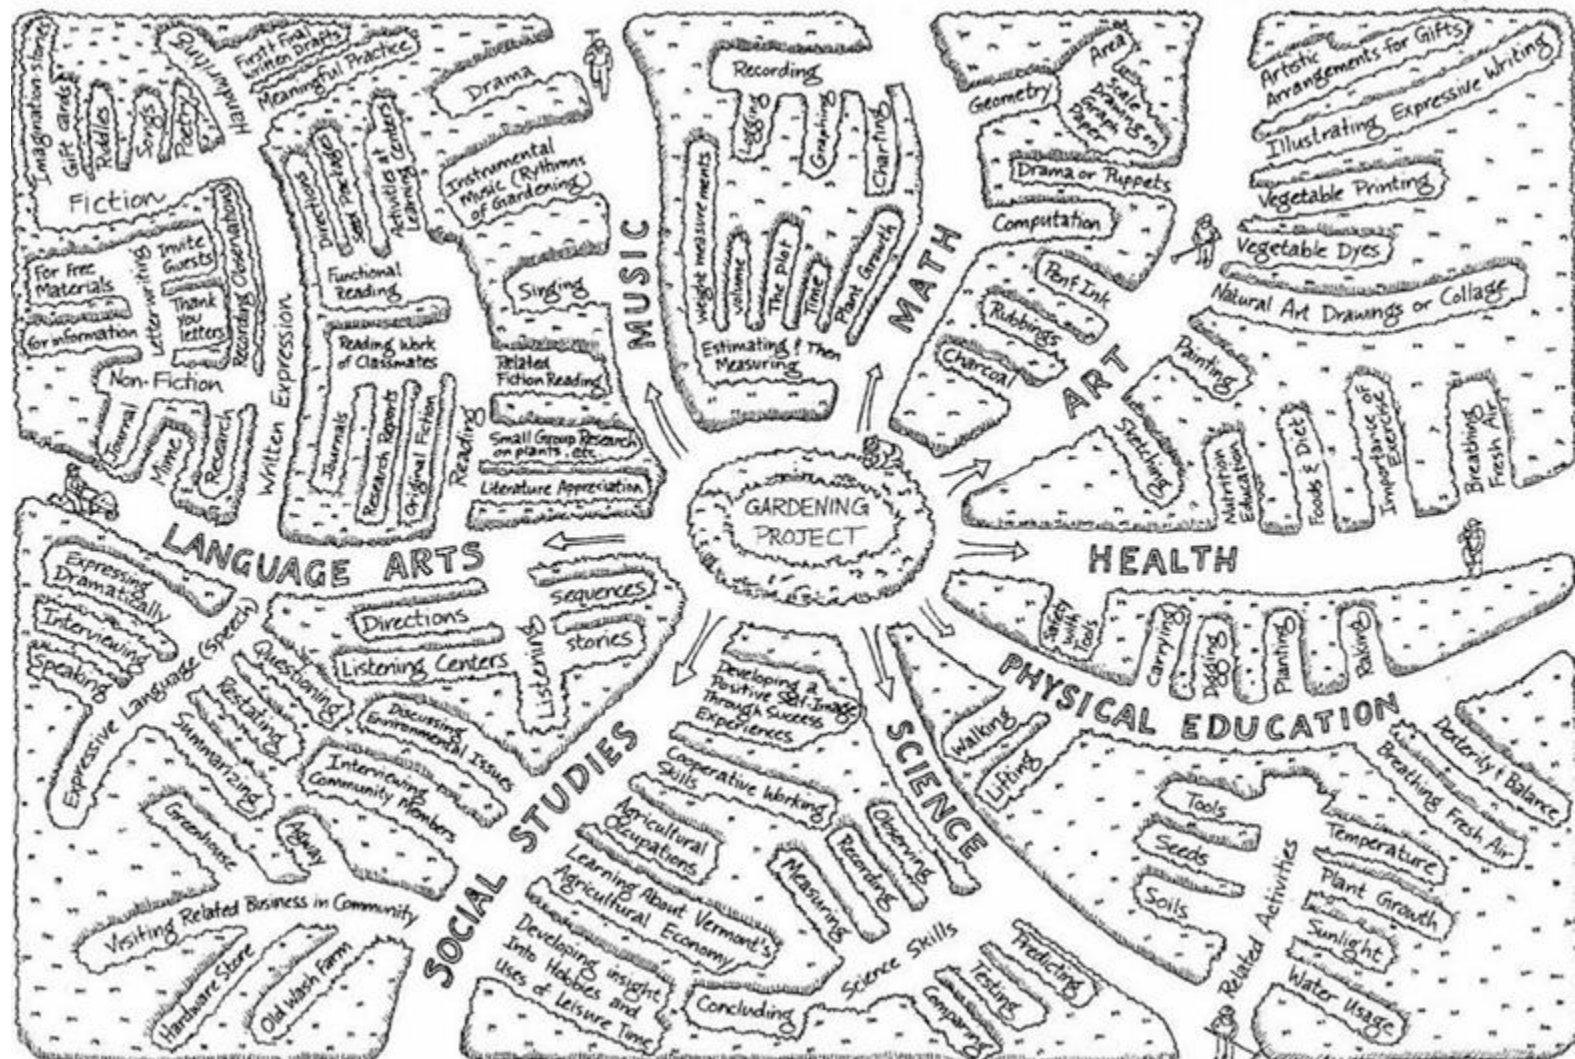 GARDENING
PROJECT
MUSIC
Drama
Instrumental
Music (Rythmns
of Gardening)
Singing
MATH
Recording
Logging
Graphing
Charting
Weight measurements
volume
The plot
Time
Plant Growth
Estimating & Then
Measuring
Geometry
Area
Scale
Drawing on
Graph
Paper
Drama or Puppets
Computation
ART
Pen & Ink
Rubbings
Charcoal
Artistic
Arrangements for Gifts
Illustrating Expressive Writing
Vegetable Printing
Vegetable Dyes
Natural Art Drawings or Collage
Painting
Sketching
HEALTH
Nutrition
Education
Foods & Diet
Importance of
Exercise
Breathing
Fresh Air
Safety
with
Tools
PHYSICAL EDUCATION
Carrying
Digging
Planting
Raking
Walking
Lifting
Dexterity & Balance
Breathing Fresh Air
SCIENCE
Observing
Recording
Measuring
Science Skills
Concluding
Predicting
Testing
Comparing
Related Activities
Tools
Seeds
Soils
Temperature
Plant Growth
Sunlight
Water Usage
SOCIAL STUDIES
Developing a
Positive Self-Image
Through Success
Experiences
Cooperative Working
Skills
Agricultural
Ocupations
Learning About Vermont's
Agricultural Economy
Developing insight
Into Hobbies and
Uses of Leisure Time
Discussing
Environmental Issues
Interviewing
Community Members
Visiting Related Business in Community
Greenhouse
Agway
Hardware Store
Old Wash Farm
LANGUAGE ARTS
Listening
Sequences
stories
Directions
Listening Centers
Expressive Language (Speech)
Expressing
Dramatically
Interviewing
Speaking
Questioning
Restating
Summarizing
Reading
Related
Fiction Reading
Small Group Research
on plants, etc
Literature Appreciation
Functional
Reading
Directions
Seed Packages
Activities at
Learning Centers
Reading Work
of Classmates
Journals
Research Reports
Original Fiction
Written Expression
Handwriting
First & Final
written Drafts
Meaningful Practice
Fiction
Imagination stories
Gift cards
Riddles
Songs
Poetry
Non-Fiction
Letterwriting
For Free
Materials
for information
Invite
Guests
Thank
you
letters
Recording Observations
Journal
Mime
Research